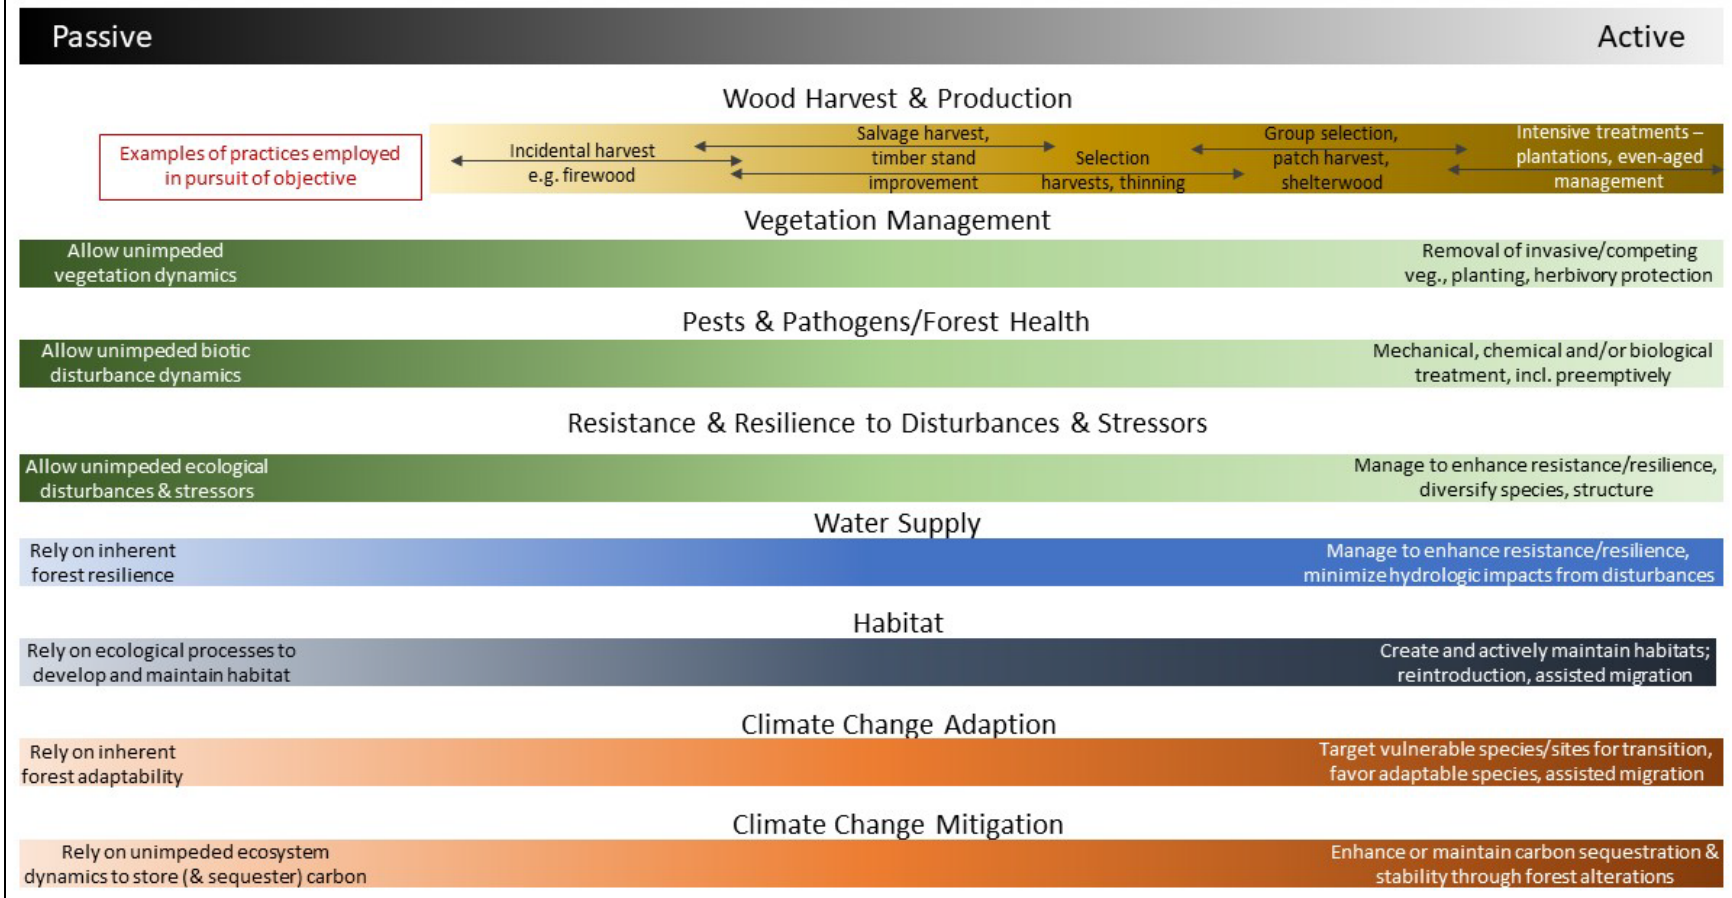 Passive
Active
Wood Harvest & Production
Examples of practices employed
in pursuit of objective
Incidental harvest
e.g. firewood
Salvage harvest,
timber stand
improvement
Selection
harvests, thinning
Group selection,
patch harvest,
shelterwood
Intensive treatments –
plantations, even-aged
management
Vegetation Management
Allow unimpeded
vegetation dynamics
Removal of invasive/competing
veg., planting, herbivory protection
Pests & Pathogens/Forest Health
Allow unimpeded biotic
disturbance dynamics
Mechanical, chemical and/or biological
treatment, incl. preemptively
Resistance & Resilience to Disturbances & Stressors
Allow unimpeded ecological
disturbances & stressors
Manage to enhance resistance/resilience,
diversify species, structure
Water Supply
Rely on inherent
forest resilience
Manage to enhance resistance/resilience,
minimize hydrologic impacts from disturbances
Habitat
Rely on ecological processes to
develop and maintain habitat
Create and actively maintain habitats;
reintroduction, assisted migration
Climate Change Adaption
Rely on inherent
forest adaptability
Target vulnerable species/sites for transition,
favor adaptable species, assisted migration
Climate Change Mitigation
Rely on unimpeded ecosystem
dynamics to store (& sequester) carbon
Enhance or maintain carbon sequestration &
stability through forest alterations